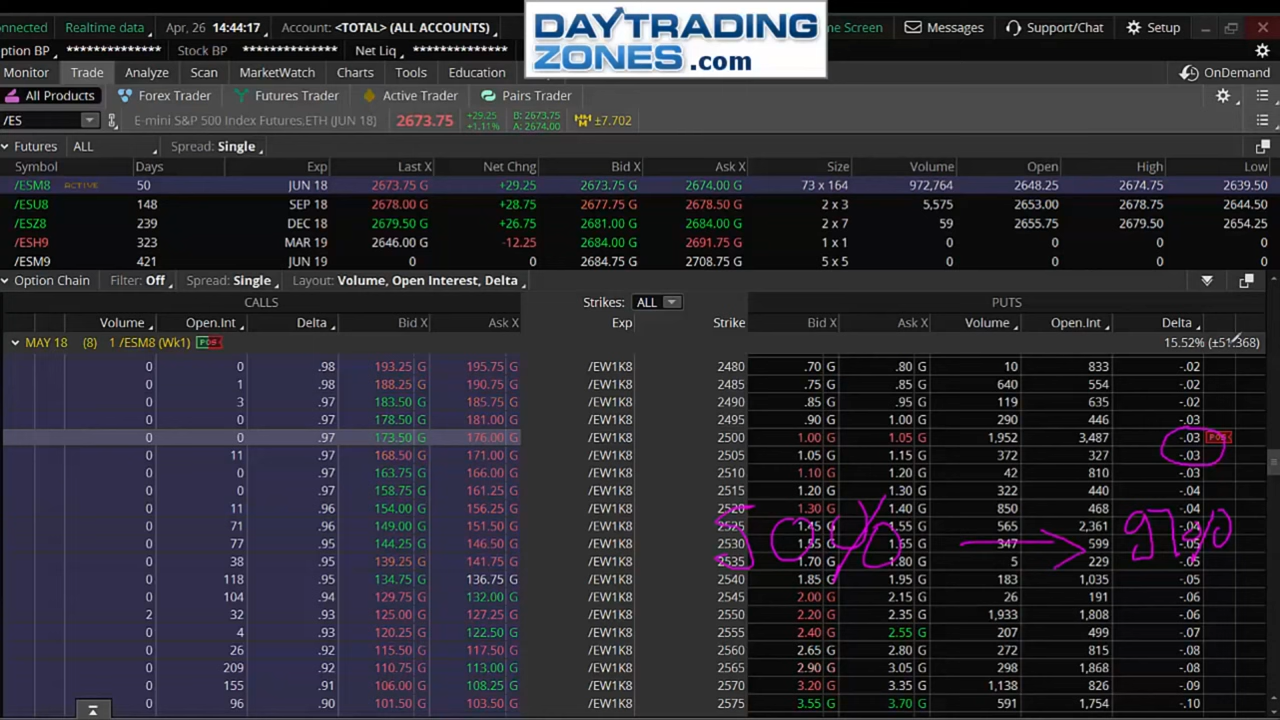 onnected Realtime data Apr, 26 14:44:17 Account: <TOTAL> (ALL ACCOUNTS) DAYTRADING ne Screen Messages Support/Chat Setup
ption BP ************** Stock BP ************** Net Liq ************** ZONES.com
Monitor Trade Analyze Scan MarketWatch Charts Tools Education OnDemand
All Products Forex Trader Futures Trader Active Trader Pairs Trader
/ES E-mini S&P 500 Index Futures,ETH (JUN 18) 2673.75 +29.25 +1.11% B: 2673.75 A: 2674.00 ±7.702
Futures ALL Spread: Single
Symbol Days Exp Last X Net Chng Bid X Ask X Size Volume Open High Low
/ESM8 ACTIVE 50 JUN 18 2673.75 G +29.25 2673.75 G 2674.00 G 73 x 164 972,764 2648.25 2674.75 2639.50
/ESU8 148 SEP 18 2678.00 G +28.75 2677.75 G 2678.50 G 2 x 3 5,575 2653.00 2678.75 2644.50
/ESZ8 239 DEC 18 2679.50 G +26.75 2681.00 G 2684.00 G 2 x 7 59 2655.75 2679.50 2654.25
/ESH9 323 MAR 19 2646.00 G -12.25 2684.00 G 2691.75 G 1 x 1 0 0 0 0
/ESM9 421 JUN 19 0 0 2684.75 G 2708.75 G 5 x 5 0 0 0 0
Option Chain Filter: Off Spread: Single Layout: Volume, Open Interest, Delta
CALLS Strikes: ALL PUTS
Volume Open.Int Delta Bid X Ask X Exp Strike Bid X Ask X Volume Open.Int Delta
MAY 18 (8) 1 /ESM8 (Wk1) POS 15.52% (±51.368)
0 0 .98 193.25 G 195.75 G /EW1K8 2480 .70 G .80 G 10 833 -.02
0 1 .98 188.25 G 190.75 G /EW1K8 2485 .75 G .85 G 640 554 -.02
0 3 .97 183.50 G 185.75 G /EW1K8 2490 .85 G .95 G 119 635 -.02
0 0 .97 178.50 G 181.00 G /EW1K8 2495 .90 G 1.00 G 290 446 -.03
0 0 .97 173.50 G 176.00 G /EW1K8 2500 1.00 G 1.05 G 1,952 3,487 -.03 POS
0 11 .97 168.50 G 171.00 G /EW1K8 2505 1.05 G 1.15 G 372 327 -.03
0 0 .97 163.75 G 166.00 G /EW1K8 2510 1.10 G 1.20 G 42 810 -.03
0 0 .96 158.75 G 161.25 G /EW1K8 2515 1.20 G 1.30 G 322 440 -.04
0 11 .96 154.00 G 156.25 G /EW1K8 2520 1.30 G 1.40 G 850 468 -.04
0 71 .96 149.00 G 151.50 G /EW1K8 2525 1.45 G 1.55 G 565 2,361 -.04
50% → 97%
0 77 .95 144.25 G 146.50 G /EW1K8 2530 1.55 G 1.65 G 347 599 -.05
0 38 .95 139.25 G 141.75 G /EW1K8 2535 1.70 G 1.80 G 5 229 -.05
0 118 .95 134.75 G 136.75 G /EW1K8 2540 1.85 G 1.95 G 183 1,035 -.05
0 104 .94 129.75 G 132.00 G /EW1K8 2545 2.00 G 2.15 G 26 191 -.06
2 32 .93 125.00 G 127.25 G /EW1K8 2550 2.20 G 2.35 G 1,933 1,808 -.06
0 4 .93 120.25 G 122.50 G /EW1K8 2555 2.40 G 2.55 G 207 499 -.07
0 50 .92 115.50 G 117.50 G /EW1K8 2560 2.65 G 2.80 G 272 815 -.08
0 209 .92 110.75 G 113.00 G /EW1K8 2565 2.90 G 3.05 G 298 1,868 -.08
0 155 .91 106.00 G 108.25 G /EW1K8 2570 3.20 G 3.35 G 1,138 826 -.09
0 96 .90 101.50 G 103.50 G /EW1K8 2575 3.55 G 3.70 G 591 1,754 -.10